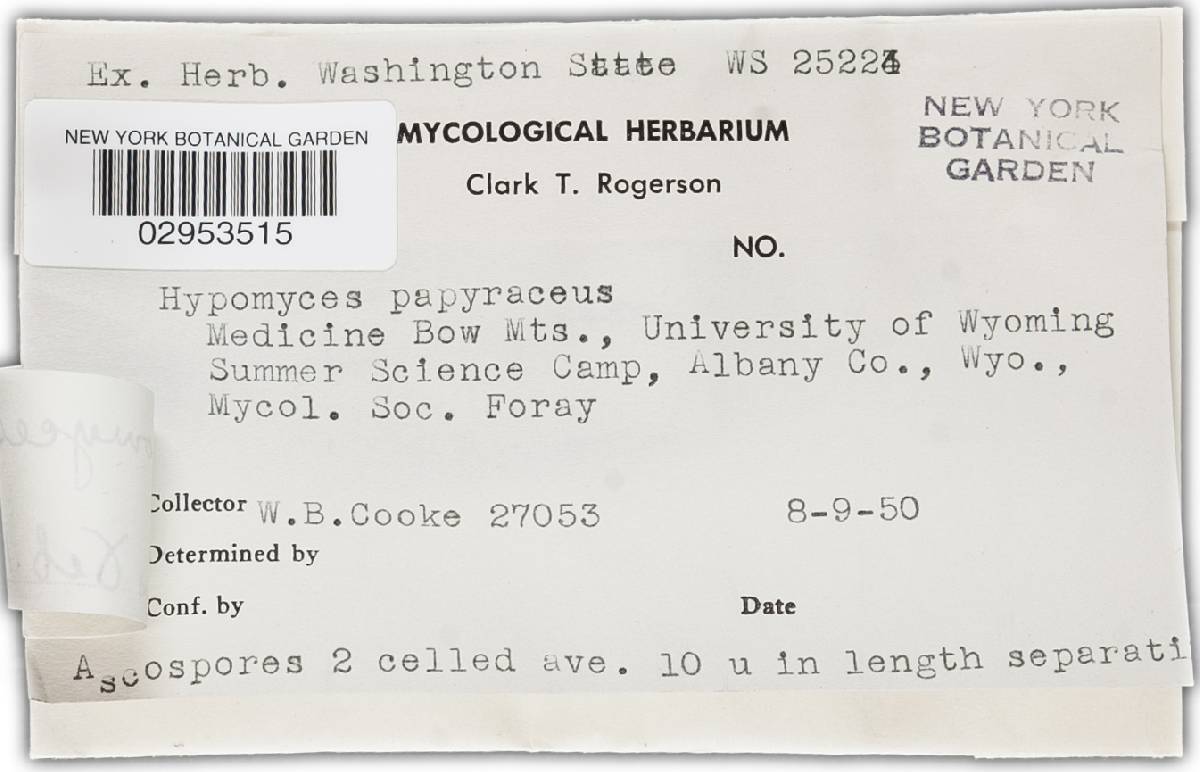 Ex. Herb. Washington State WS 25224
NEW YORK BOTANICAL GARDEN
02953515
MYCOLOGICAL HERBARIUM
Clark T. Rogerson
NEW YORK
BOTANICAL
GARDEN
NO.
Hypomyces papyraceus
Medicine Bow Mts., University of Wyoming
Summer Science Camp, Albany Co., Wyo.,
Mycol. Soc. Foray
Collector W.B.Cooke 27053 8-9-50
Determined by
Conf. by Date
Ascospores 2 celled ave. 10 u in length separati